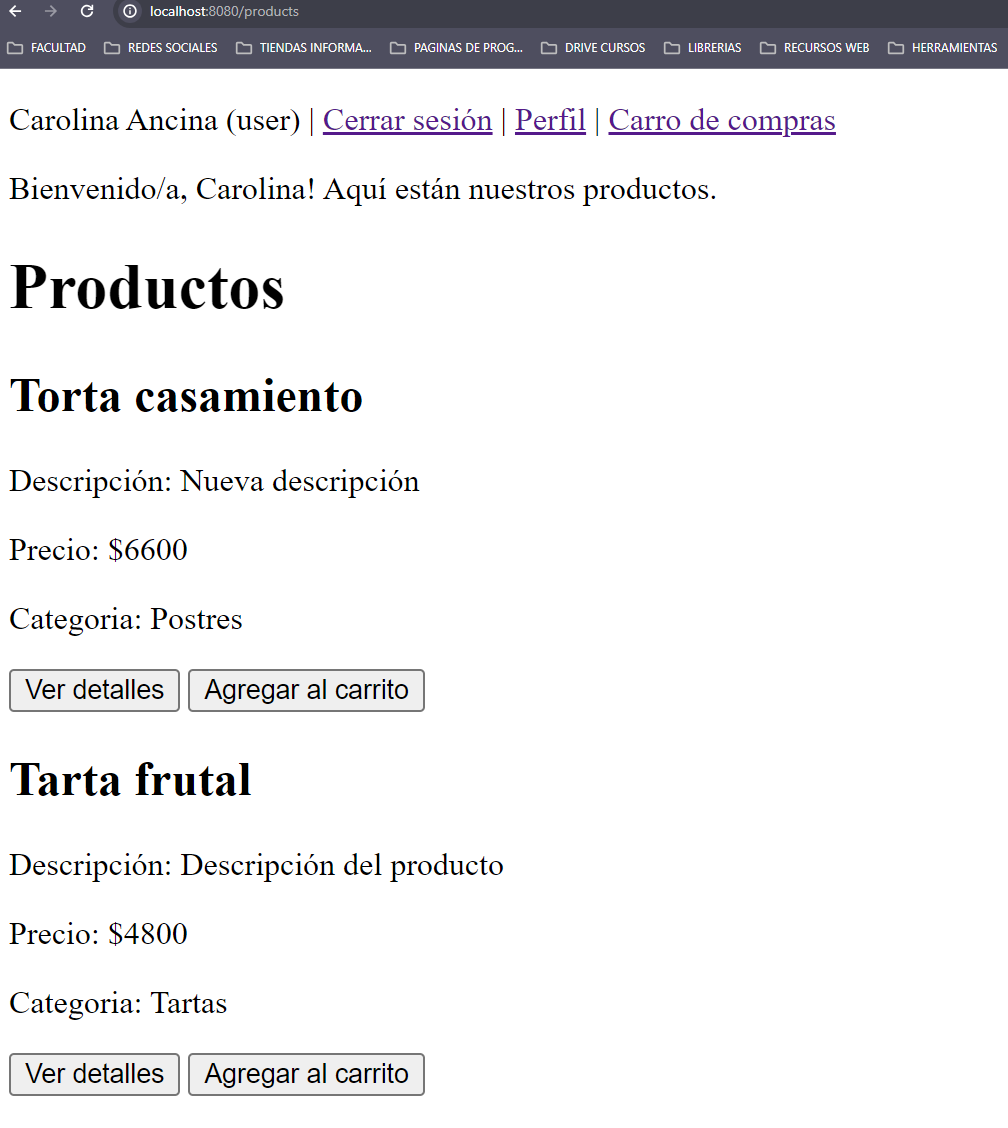 localhost:8080/products
FACULTAD REDES SOCIALES TIENDAS INFORMA... PAGINAS DE PROG... DRIVE CURSOS LIBRERIAS RECURSOS WEB HERRAMIENTAS
Carolina Ancina (user) | Cerrar sesión | Perfil | Carro de compras
Bienvenido/a, Carolina! Aquí están nuestros productos.
Productos
Torta casamiento
Descripción: Nueva descripción
Precio: $6600
Categoria: Postres
Ver detalles Agregar al carrito
Tarta frutal
Descripción: Descripción del producto
Precio: $4800
Categoria: Tartas
Ver detalles Agregar al carrito